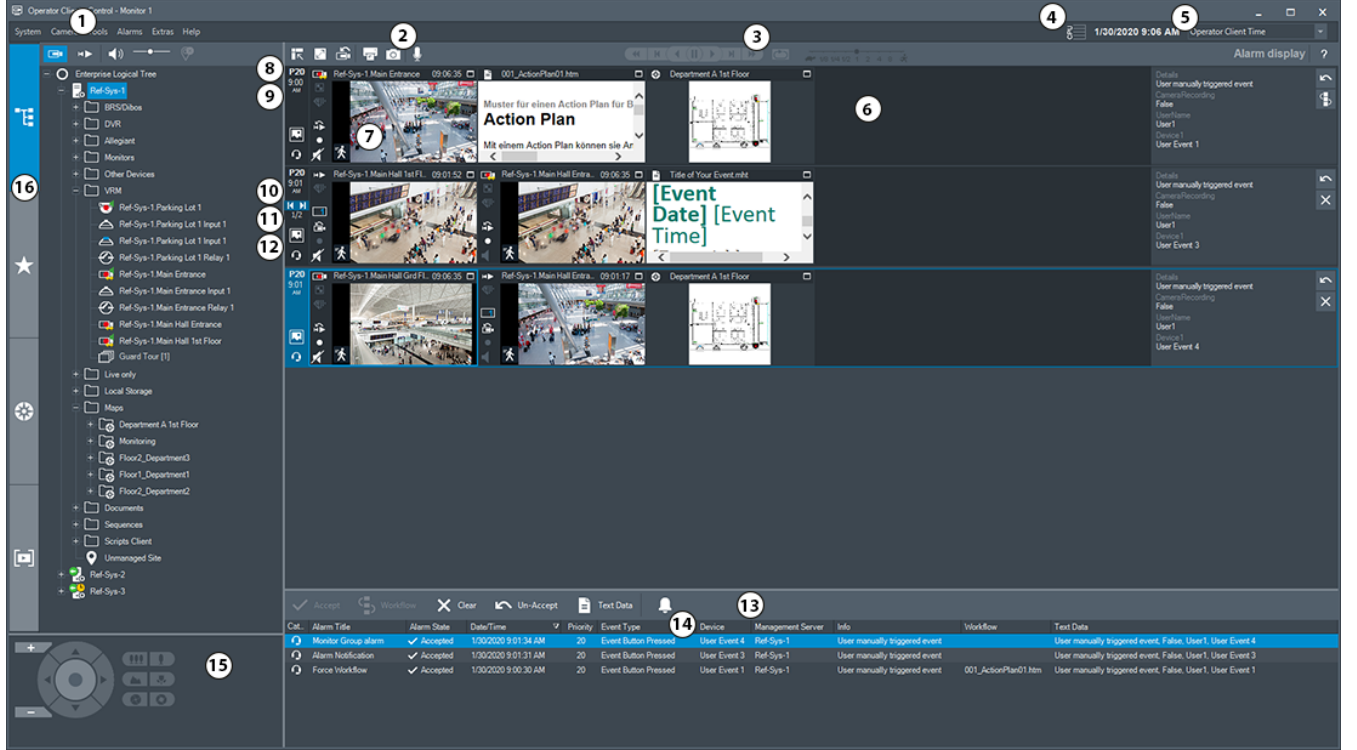 Operator Client Control - Monitor 1
System Camera Tools Alarms Extras Help
1
2
3
4
5
1/30/2020 9:06 AM Operator Client Time
Alarm display ?
Enterprise Logical Tree
Ref-Sys-1
BRS/Dibos
DVR
Allegiant
Monitors
Other Devices
VRM
Ref-Sys-1.Parking Lot 1
Ref-Sys-1.Parking Lot 1 Input 1
Ref-Sys-1.Parking Lot 1 Input 1
Ref-Sys-1.Parking Lot 1 Relay 1
Ref-Sys-1.Main Entrance
Ref-Sys-1.Main Entrance Input 1
Ref-Sys-1.Main Entrance Relay 1
Ref-Sys-1.Main Hall Entrance
Ref-Sys-1.Main Hall 1st Floor
Guard Tour [1]
Live only
Local Storage
Maps
Department A 1st Floor
Monitoring
Floor2_Department3
Floor1_Department1
Floor2_Department2
Documents
Sequences
Scripts Client
Unmanaged Site
Ref-Sys-2
Ref-Sys-3
16
8
9
10
11
12
P20
9:00
AM
Ref-Sys-1.Main Entrance 09:06:35
7
001_ActionPlan01.htm
Muster für einen Action Plan für B
Action Plan
Mit einem Action Plan können sie Ar
Department A 1st Floor
6
Details
User manually triggered event
CameraRecording
False
UserName
User1
Device1
User Event 1
P20
9:01
AM
1/2
Ref-Sys-1.Main Hall 1st Fl.. 09:01:52
Ref-Sys-1.Main Hall Entra.. 09:06:35
Title of Your Event.mht
[Event
Date] [Event
Time]
Details
User manually triggered event
CameraRecording
False
UserName
User1
Device1
User Event 3
P20
9:01
AM
Ref-Sys-1.Main Hall Grd Fl.. 09:06:35
Ref-Sys-1.Main Hall Entra.. 09:01:17
Department A 1st Floor
Details
User manually triggered event
CameraRecording
False
UserName
User1
Device1
User Event 4
Accept Workflow Clear Un-Accept Text Data
13
14
Cat.. Alarm Title Alarm State Date/Time Priority Event Type Device Management Server Info Workflow Text Data
Monitor Group alarm Accepted 1/30/2020 9:01:34 AM 20 Event Button Pressed User Event 4 Ref-Sys-1 User manually triggered event User manually triggered event, False, User1, User Event 4
Alarm Notification Accepted 1/30/2020 9:01:31 AM 20 Event Button Pressed User Event 3 Ref-Sys-1 User manually triggered event User manually triggered event, False, User1, User Event 3
Force Workflow Accepted 1/30/2020 9:00:30 AM 20 Event Button Pressed User Event 1 Ref-Sys-1 User manually triggered event 001_ActionPlan01.htm User manually triggered event, False, User1, User Event 1
15